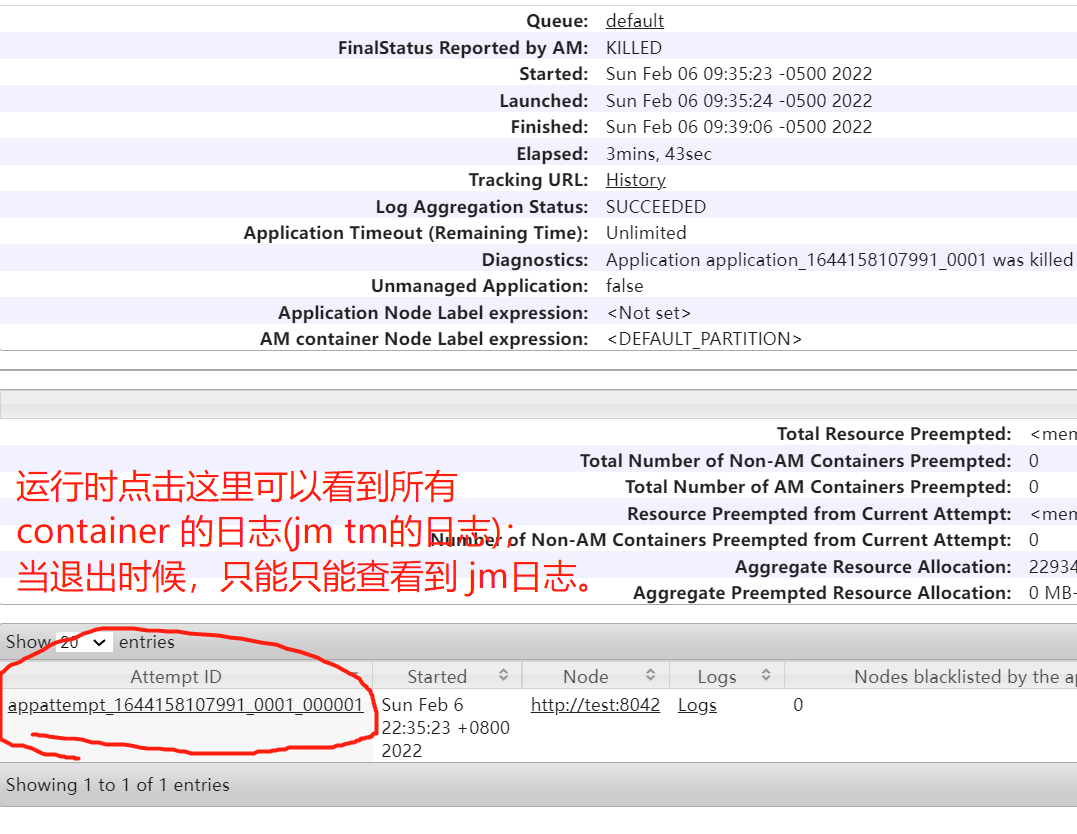 Queue: default
FinalStatus Reported by AM: KILLED
Started: Sun Feb 06 09:35:23 -0500 2022
Launched: Sun Feb 06 09:35:24 -0500 2022
Finished: Sun Feb 06 09:39:06 -0500 2022
Elapsed: 3mins, 43sec
Tracking URL: History
Log Aggregation Status: SUCCEEDED
Application Timeout (Remaining Time): Unlimited
Diagnostics: Application application_1644158107991_0001 was killed
Unmanaged Application: false
Application Node Label expression: <Not set>
AM container Node Label expression: <DEFAULT_PARTITION>
Total Resource Preempted: <mem
Total Number of Non-AM Containers Preempted: 0
Total Number of AM Containers Preempted: 0
Resource Preempted from Current Attempt: <mem
Number of Non-AM Containers Preempted from Current Attempt: 0
Aggregate Resource Allocation: 22934
Aggregate Preempted Resource Allocation: 0 MB-
运行时点击这里可以看到所有
container 的日志(jm tm的日志);
当退出时候，只能只能查看到 jm日志。
Show 20 entries
Attempt ID Started Node Logs Nodes blacklisted by the ap
appattempt_1644158107991_0001_000001 Sun Feb 6 http://test:8042 Logs 0
22:35:23 +0800
2022
Showing 1 to 1 of 1 entries